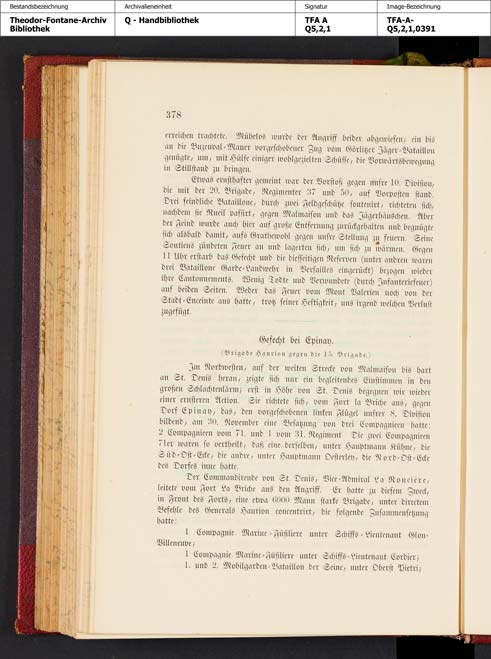 Bestandsbezeichnung
Archivalieneinheit
Signatur
Image-Bezeichnung
Theodor-Fontane-Archiv
Bibliothek
Q - Handbibliothek
TFA A
Q5,2,1
TFA-A-
Q5,2,1,0391
378
erreichen trachtete. Mühelos wurde der Angriff beider abgewiesen; ein bis
an die Buzenval-Mauer vorgeschobener Zug vom Görlitzer Jäger-Bataillon
genügte, um, mit Hülfe einiger wohlgezielten Schüsse, die Vorwärtsbewegung
in Stillstand zu bringen.
Etwas ernsthafter gemeint war der Vorstoß gegen unsre 10. Division,
die mit der 20. Brigade, Regimenter 37 und 50, auf Vorposten stand.
Drei feindliche Bataillone, durch zwei Feldgeschütze soutenirt, richteten sich,
nachdem sie Rueil passirt, gegen Malmaison und das Jägerhäuschen. Aber
der Feind wurde auch hier auf große Entfernung zurückgehalten und begnügte
sich alsbald damit, aufs Grathewohl gegen unsre Stellung zu feuern. Seine
Soutiens zündeten Feuer an und lagerten sich, um sich zu wärmen. Gegen
11 Uhr erstarb das Gefecht und die diesseitigen Reserven (unter andren waren
drei Bataillone Garde-Landwehr in Versailles eingerückt) bezogen wieder
ihre Cantonnements. Wenig Todte und Verwundete (durch Infanteriefeuer)
auf beiden Seiten. Weder das Feuer vom Mont Valerien noch von der
Stadt-Enceinte aus hatte, trotz seiner Heftigkeit, uns irgend welchen Verlust
zugefügt.
Gefecht bei Epinay.
(Brigade Hanrion gegen die 15. Brigade.)
Im Nordwesten, auf der weiten Strecke von Malmaison bis hart
an St. Denis heran, zeigte sich nur ein begleitendes Einstimmen in den
großen Schlachtenlärm; erst in Höhe von St. Denis begegnen wir wieder
einer ernsteren Action. Sie richtete sich, vom Fort la Briche aus, gegen
Dorf Epinay, das, den vorgeschobenen linken Flügel unsrer 8. Division
bildend, am 30. November eine Besatzung von drei Compagnieen hatte:
2 Compagnieen vom 71. und 1 vom 31. Regiment. Die zwei Compagnieen
71er waren so vertheilt, daß eine derselben, unter Hauptmann Kühne, die
Süd-Ost-Ecke, die andre, unter Hauptmann Oesterley, die Nord-Ost-Ecke
des Dorfes inne hatte.
Der Commandirende von St. Denis, Vice-Admiral La Roncière,
leitete vom Fort La Briche aus den Angriff. Er hatte zu diesem Zweck,
in Front des Forts, eine etwa 6000 Mann starke Brigade, unter directem
Befehle des Generals Hanrion concentrirt, die folgende Zusammensetzung
hatte:
1 Compagnie Marine-Füsiliere unter Schiffs-Lieutenant Glou-
Villeneuve;
1 Compagnie Marine-Füsiliere unter Schiffs-Lieutenant Cordier;
1. und 2. Mobilgarden-Bataillon der Seine, unter Oberst Pietri;